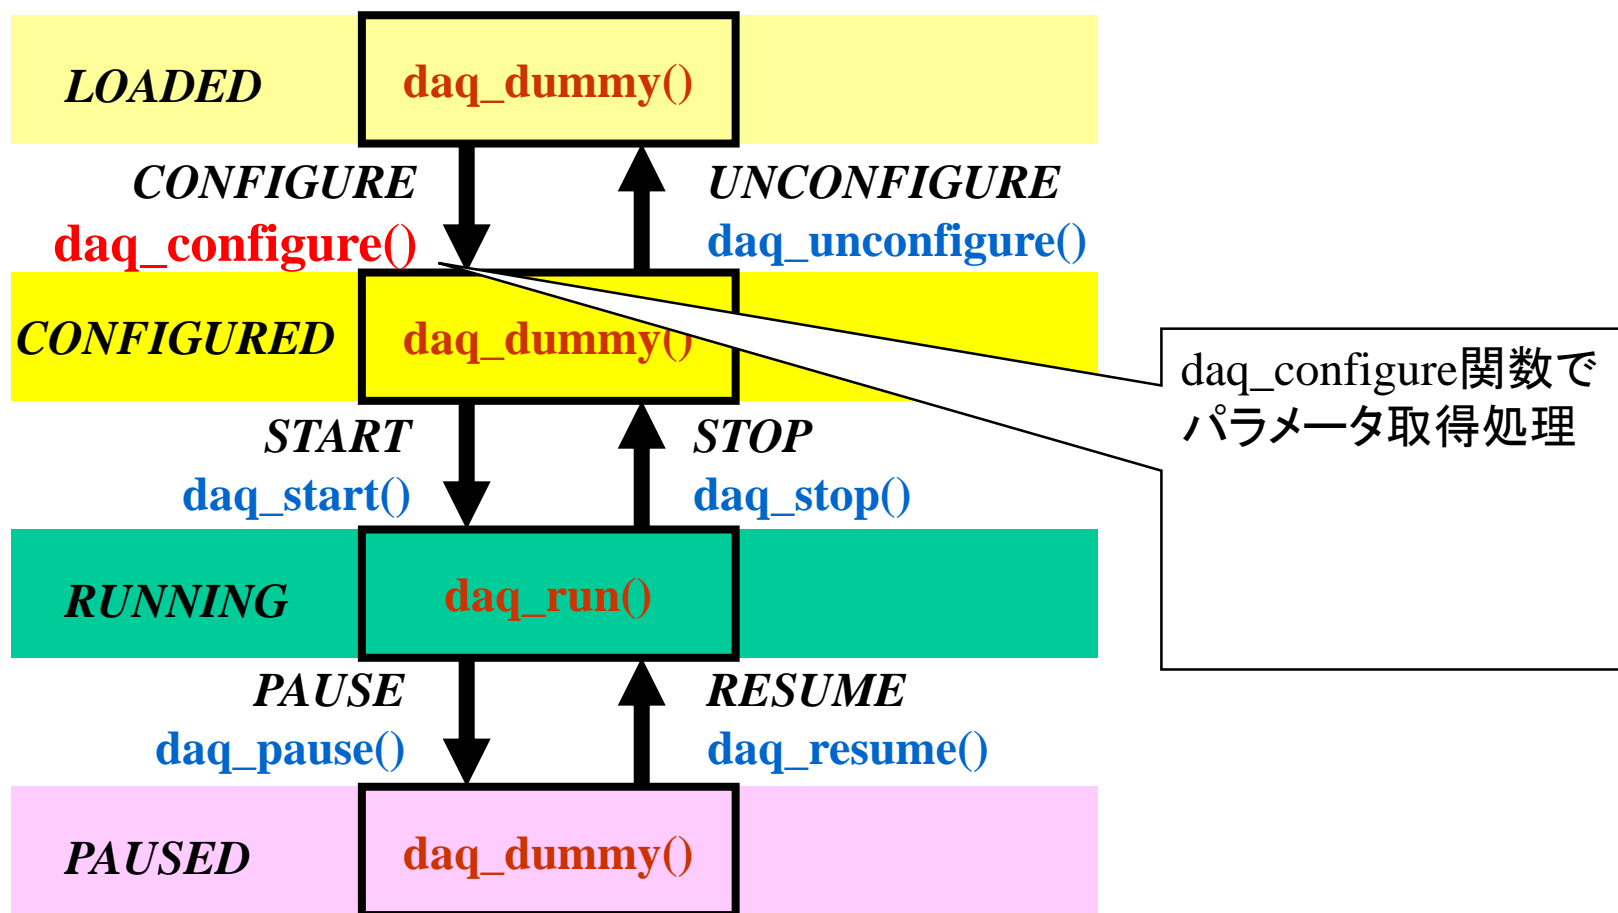 LOADED
daq_dummy()
CONFIGURE
UNCONFIGURE
daq_configure()
daq_unconfigure()
CONFIGURED
daq_dummy()
daq_configure関数で
パラメータ取得処理
START
STOP
daq_start()
daq_stop()
RUNNING
daq_run()
PAUSE
RESUME
daq_pause()
daq_resume()
PAUSED
daq_dummy()